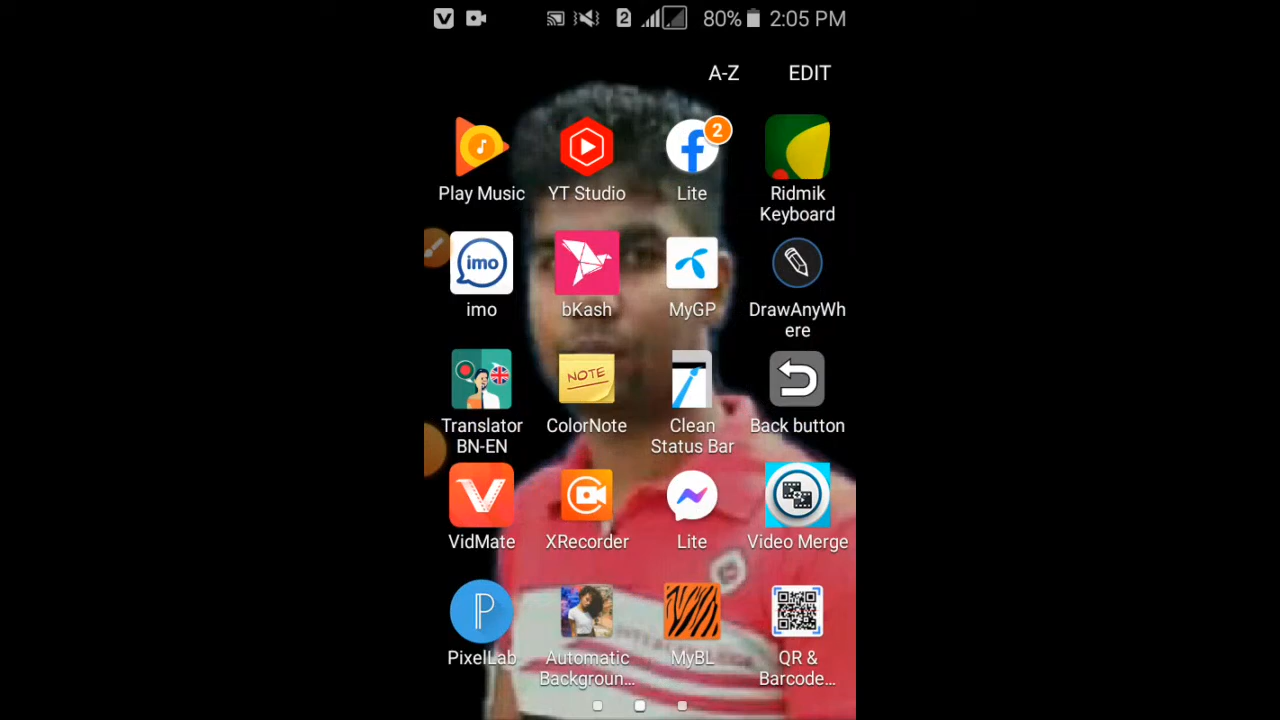 2 80% 2:05 PM
A-Z EDIT
2
Play Music YT Studio Lite Ridmik
Keyboard
imo
imo bKash MyGP DrawAnyWh
ere
NOTE
Translator ColorNote Clean Back button
BN-EN Status Bar
VidMate XRecorder Lite Video Merge
PixelLab Automatic MyBL QR &
Backgroun... Barcode...